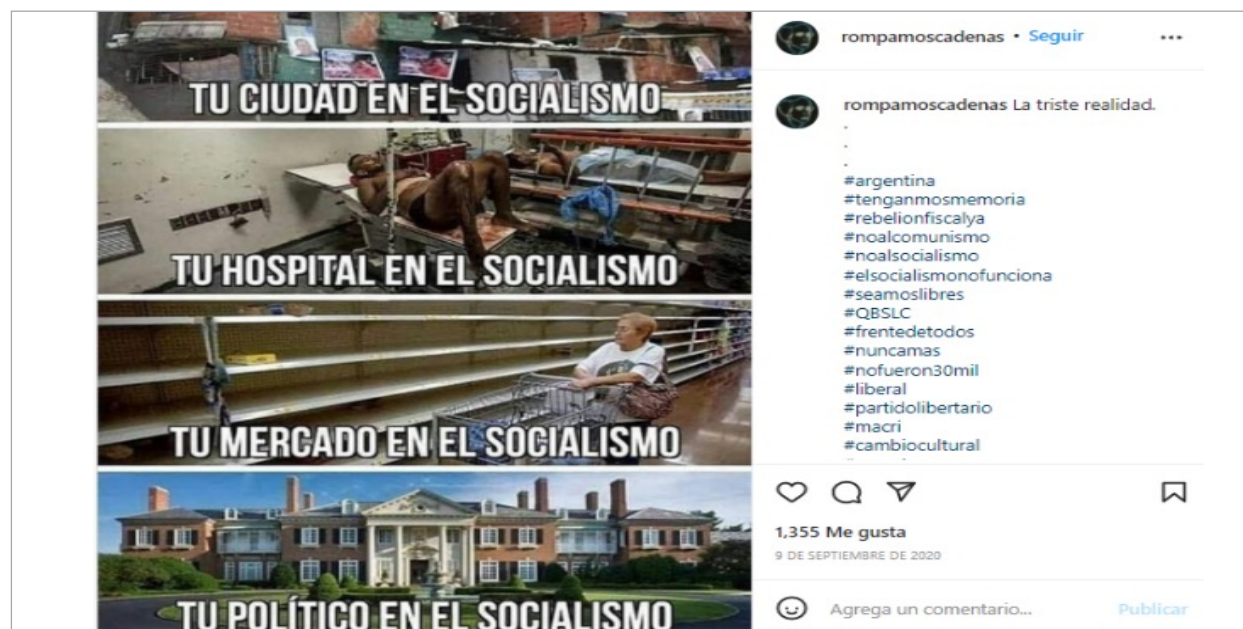 TU CIUDAD EN EL SOCIALISMO
TU HOSPITAL EN EL SOCIALISMO
TU MERCADO EN EL SOCIALISMO
TU POLÍTICO EN EL SOCIALISMO
rompamoscadenas • Seguir
rompamoscadenas La triste realidad.
.
.
.
#argentina
#tenganmosmemoria
#rebelionfiscalya
#noalcomunismo
#noalsocialismo
#elsocialismonofunciona
#seamoslibres
#QBSLC
#frentedetodos
#nuncamas
#nofueron30mil
#liberal
#partidolibertario
#macri
#cambiocultural
1,355 Me gusta
9 DE SEPTIEMBRE DE 2020
Agrega un comentario...
Publicar